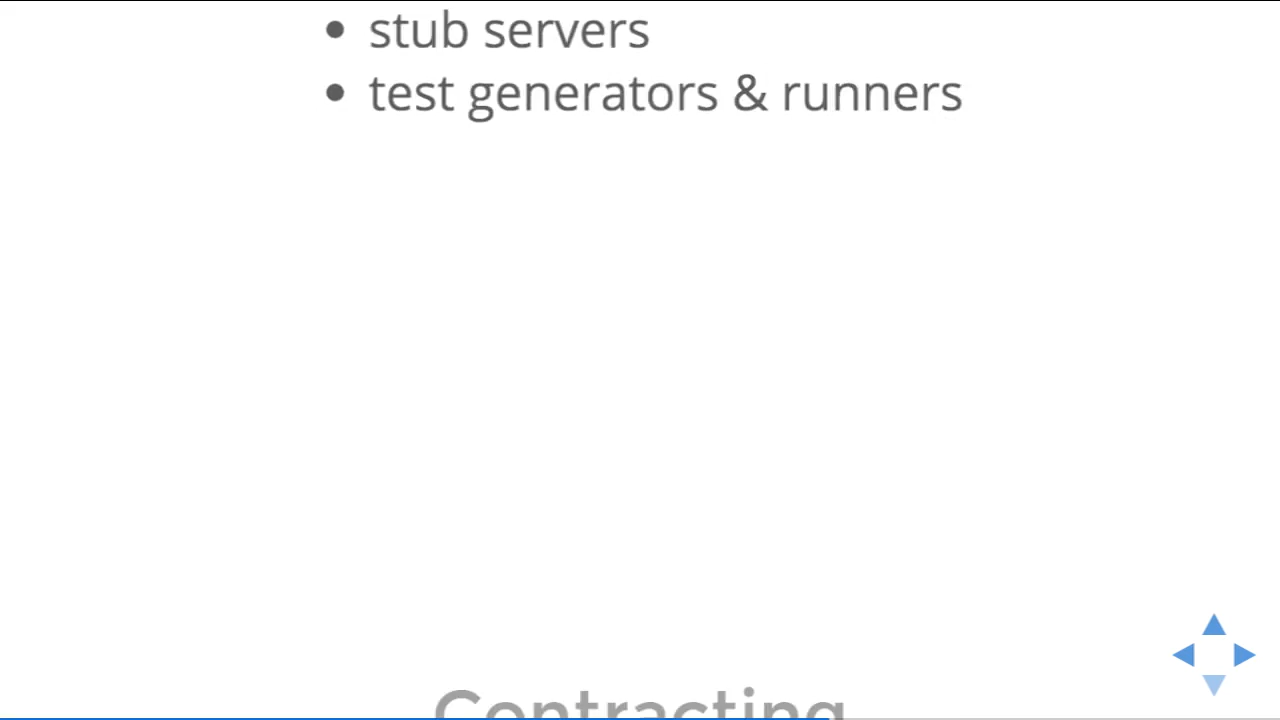 • stub servers
• test generators & runners
Contracting